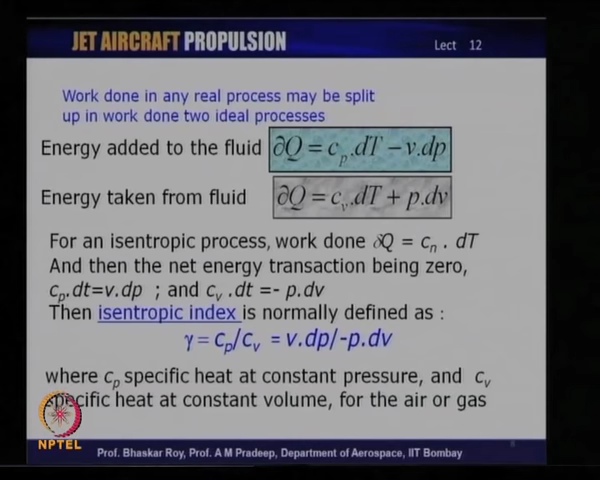 JET AIRCRAFT PROPULSION Lect 12
Work done in any real process may be split
up in work done two ideal processes
Energy added to the fluid ∂Q = cp.dT − v.dp
Energy taken from fluid ∂Q = cv.dT + p.dv
For an isentropic process, work done δQ = cn . dT
And then the net energy transaction being zero,
cp.dt=v.dp ; and cv .dt =- p.dv
Then isentropic index is normally defined as :
γ = cp/cv = v.dp/-p.dv
where cp specific heat at constant pressure, and cv
specific heat at constant volume, for the air or gas
NPTEL
Prof. Bhaskar Roy, Prof. A M Pradeep, Department of Aerospace, IIT Bombay